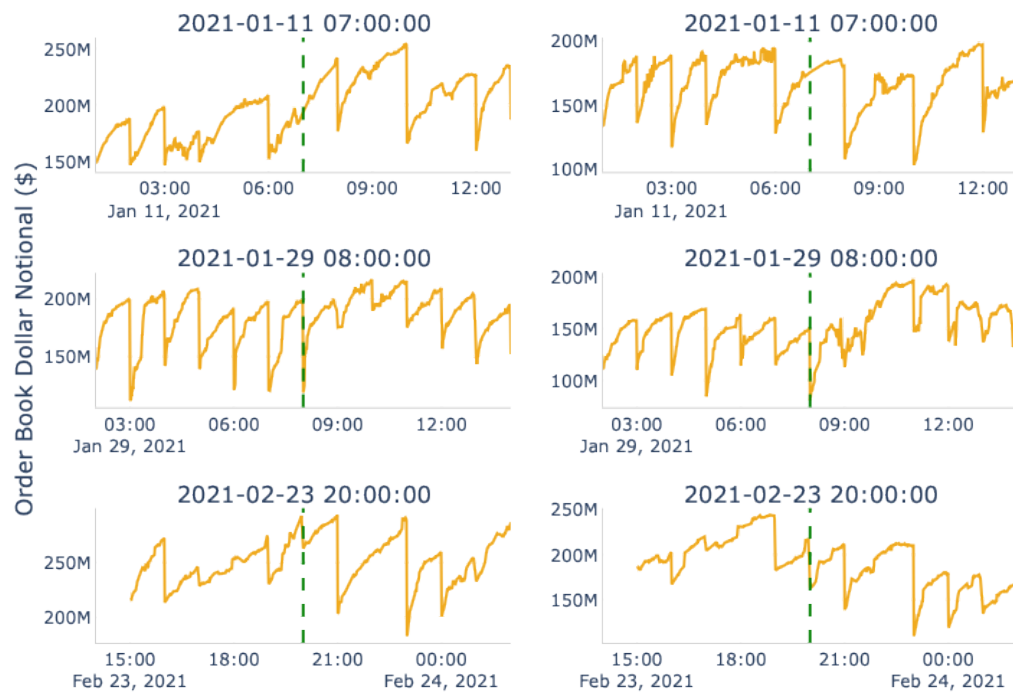 Order Book Dollar Notional ($)
2021-01-11 07:00:00
250M
200M
150M
03:00
06:00
09:00
12:00
Jan 11, 2021
2021-01-11 07:00:00
200M
150M
100M
03:00
06:00
09:00
12:00
Jan 11, 2021
2021-01-29 08:00:00
200M
150M
03:00
06:00
09:00
12:00
Jan 29, 2021
2021-01-29 08:00:00
200M
150M
100M
03:00
06:00
09:00
12:00
Jan 29, 2021
2021-02-23 20:00:00
250M
200M
15:00
18:00
21:00
00:00
Feb 23, 2021
Feb 24, 2021
2021-02-23 20:00:00
250M
200M
150M
15:00
18:00
21:00
00:00
Feb 23, 2021
Feb 24, 2021